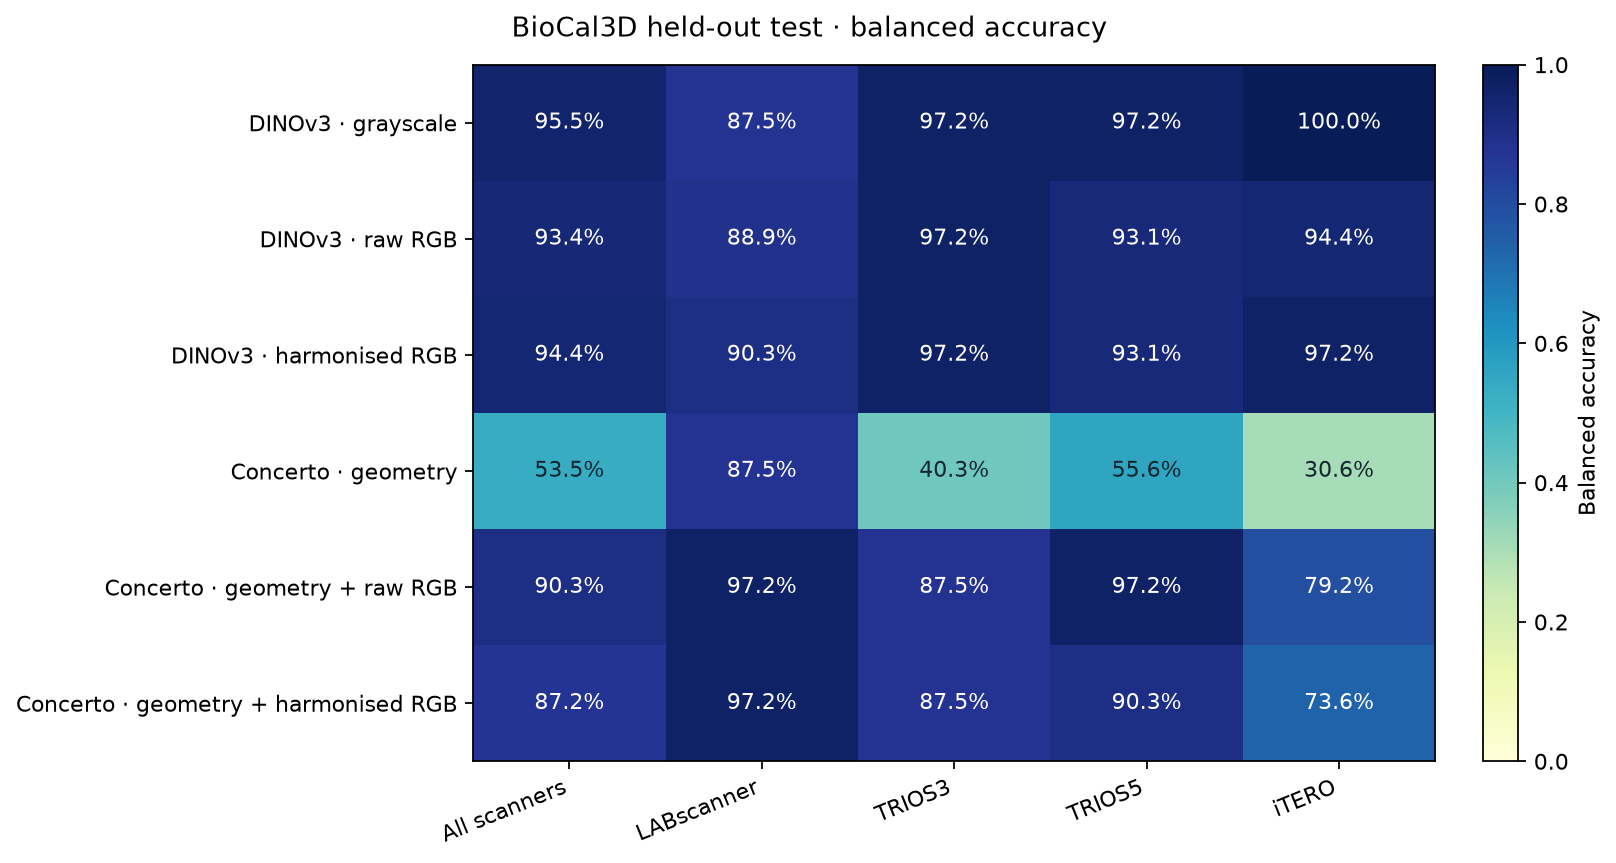 BioCal3D held-out test · balanced accuracy
DINOv3 · grayscale
95.5% 87.5% 97.2% 97.2% 100.0%
DINOv3 · raw RGB
93.4% 88.9% 97.2% 93.1% 94.4%
DINOv3 · harmonised RGB
94.4% 90.3% 97.2% 93.1% 97.2%
Concerto · geometry
53.5% 87.5% 40.3% 55.6% 30.6%
Concerto · geometry + raw RGB
90.3% 97.2% 87.5% 97.2% 79.2%
Concerto · geometry + harmonised RGB
87.2% 97.2% 87.5% 90.3% 73.6%
All scanners
LABscanner
TRIOS3
TRIOS5
iTERO
1.0
0.8
0.6
0.4
0.2
0.0
Balanced accuracy